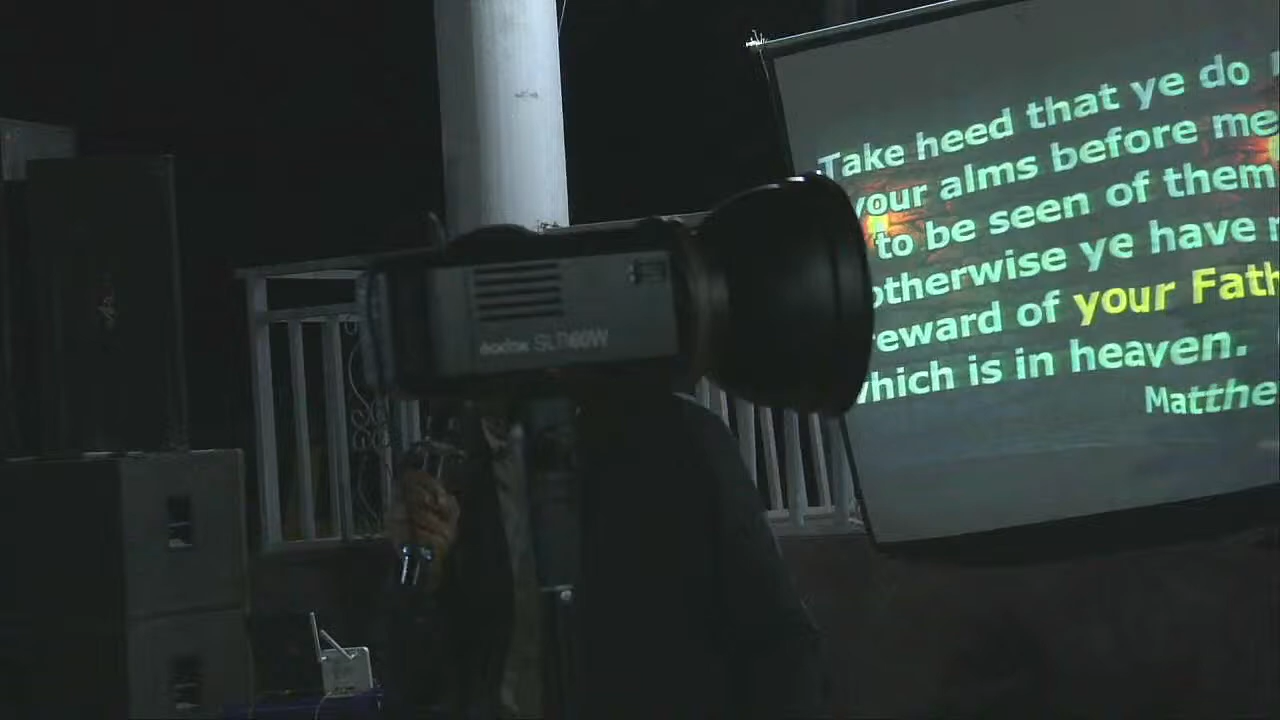 Take heed that ye do
your alms before me
to be seen of them
otherwise ye have
reward of your Fath
which is in heaven.
Matthe
Godox SL200W